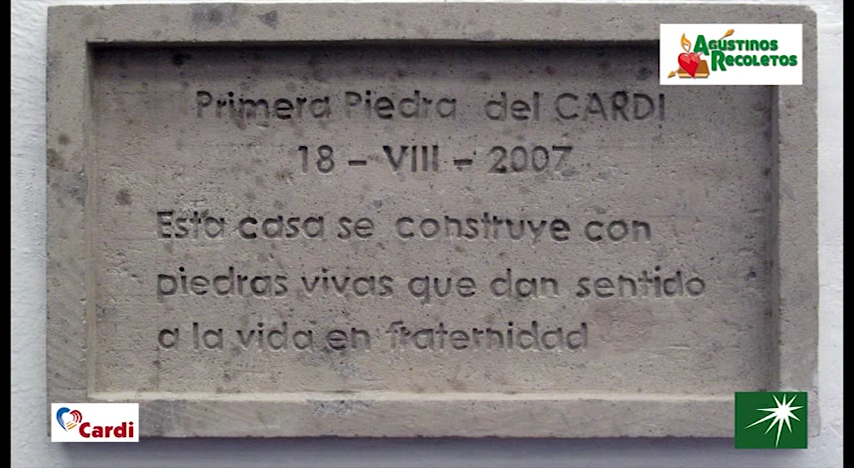 AGUSTINOS
RECOLETOS
Primera Piedra del CARDI
18 - VIII - 2007
Esta casa se construye con
piedras vivas que dan sentido
a la vida en fraternidad
Cardi